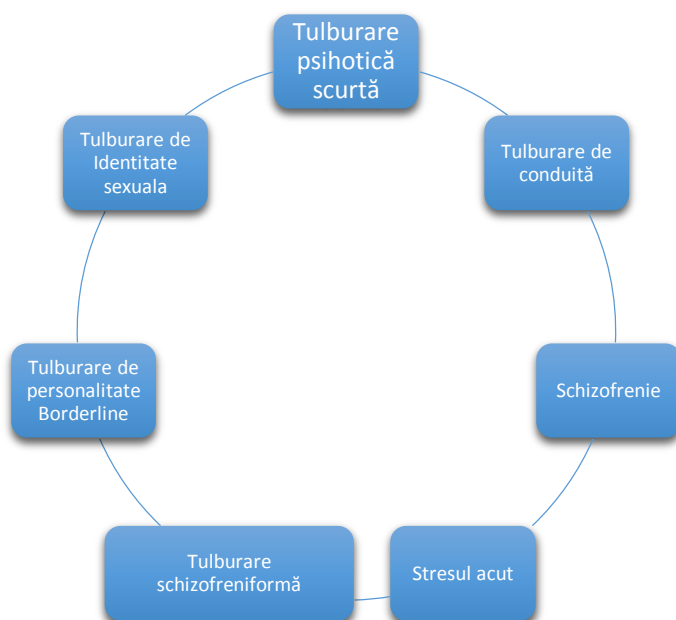 Tulburare
psihotică
scurtă
Tulburare de
conduită
Schizofrenie
Stresul acut
Tulburare
schizofreniformă
Tulburare de
personalitate
Borderline
Tulburare de
Identitate
sexuala